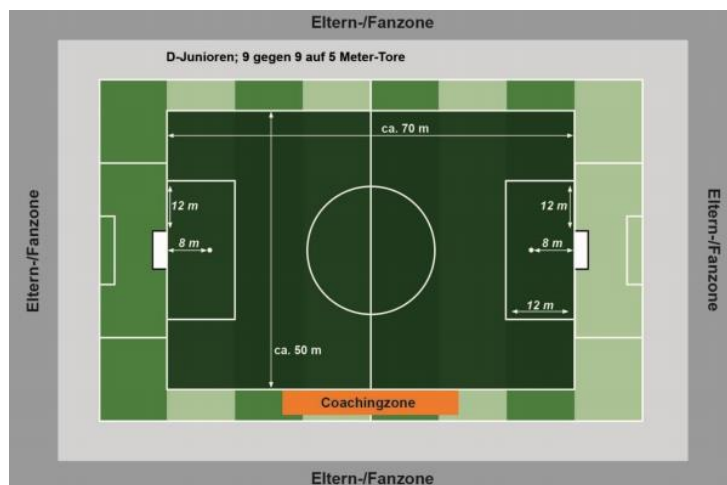 Eltern-/Fanzone
D-Junioren; 9 gegen 9 auf 5 Meter-Tore
ca. 70 m
12 m
12 m
Eltern-/Fanzone
8 m
8 m
Eltern-/Fanzone
12 m
ca. 50 m
Coachingzone
Eltern-/Fanzone